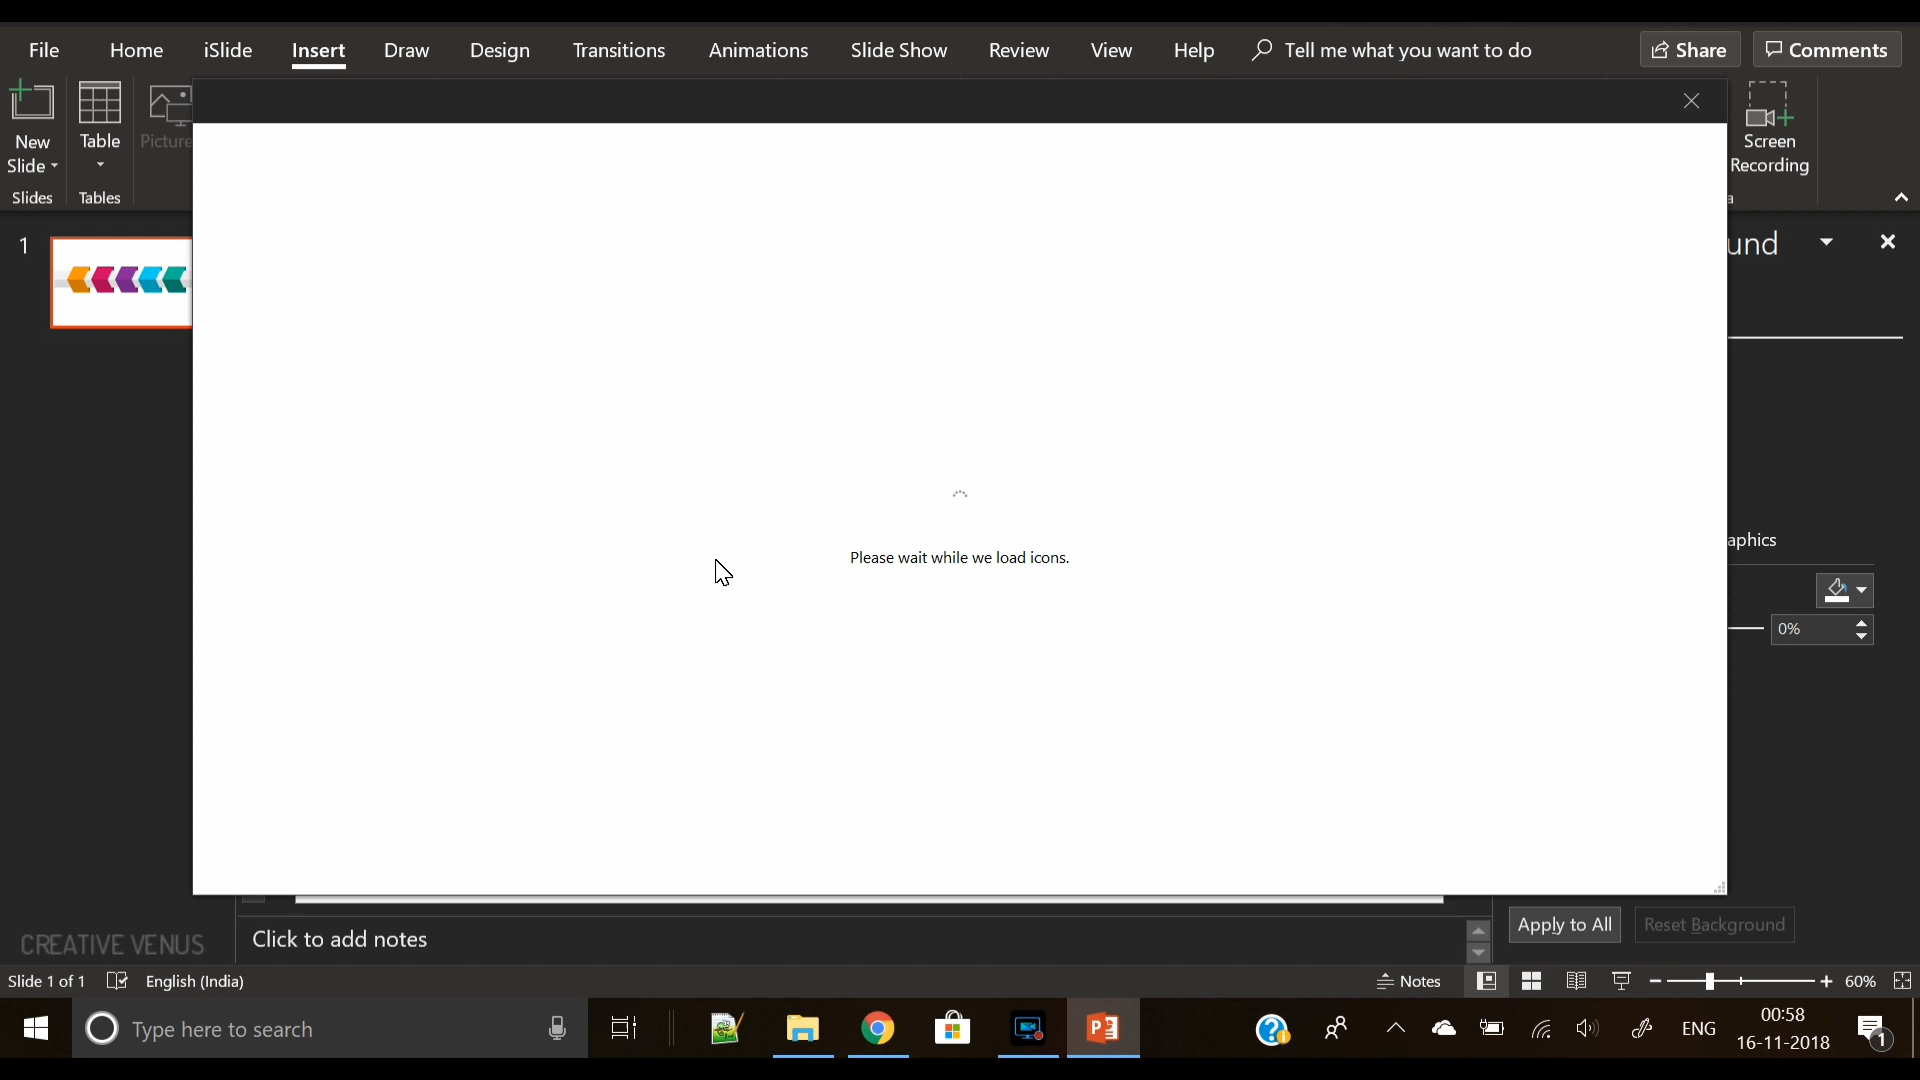 File Home iSlide Insert Draw Design Transitions Animations Slide Show Review View Help Tell me what you want to do Share Comments
New
Slide
Table
Picture
Screen
Recording
Slides
Tables
a
1
und
Please wait while we load icons.
aphics
0%
CREATIVE VENUS
Click to add notes
Apply to All
Reset Background
Slide 1 of 1 English (India) Notes 60%
Type here to search
ENG
00:58
16-11-2018
1